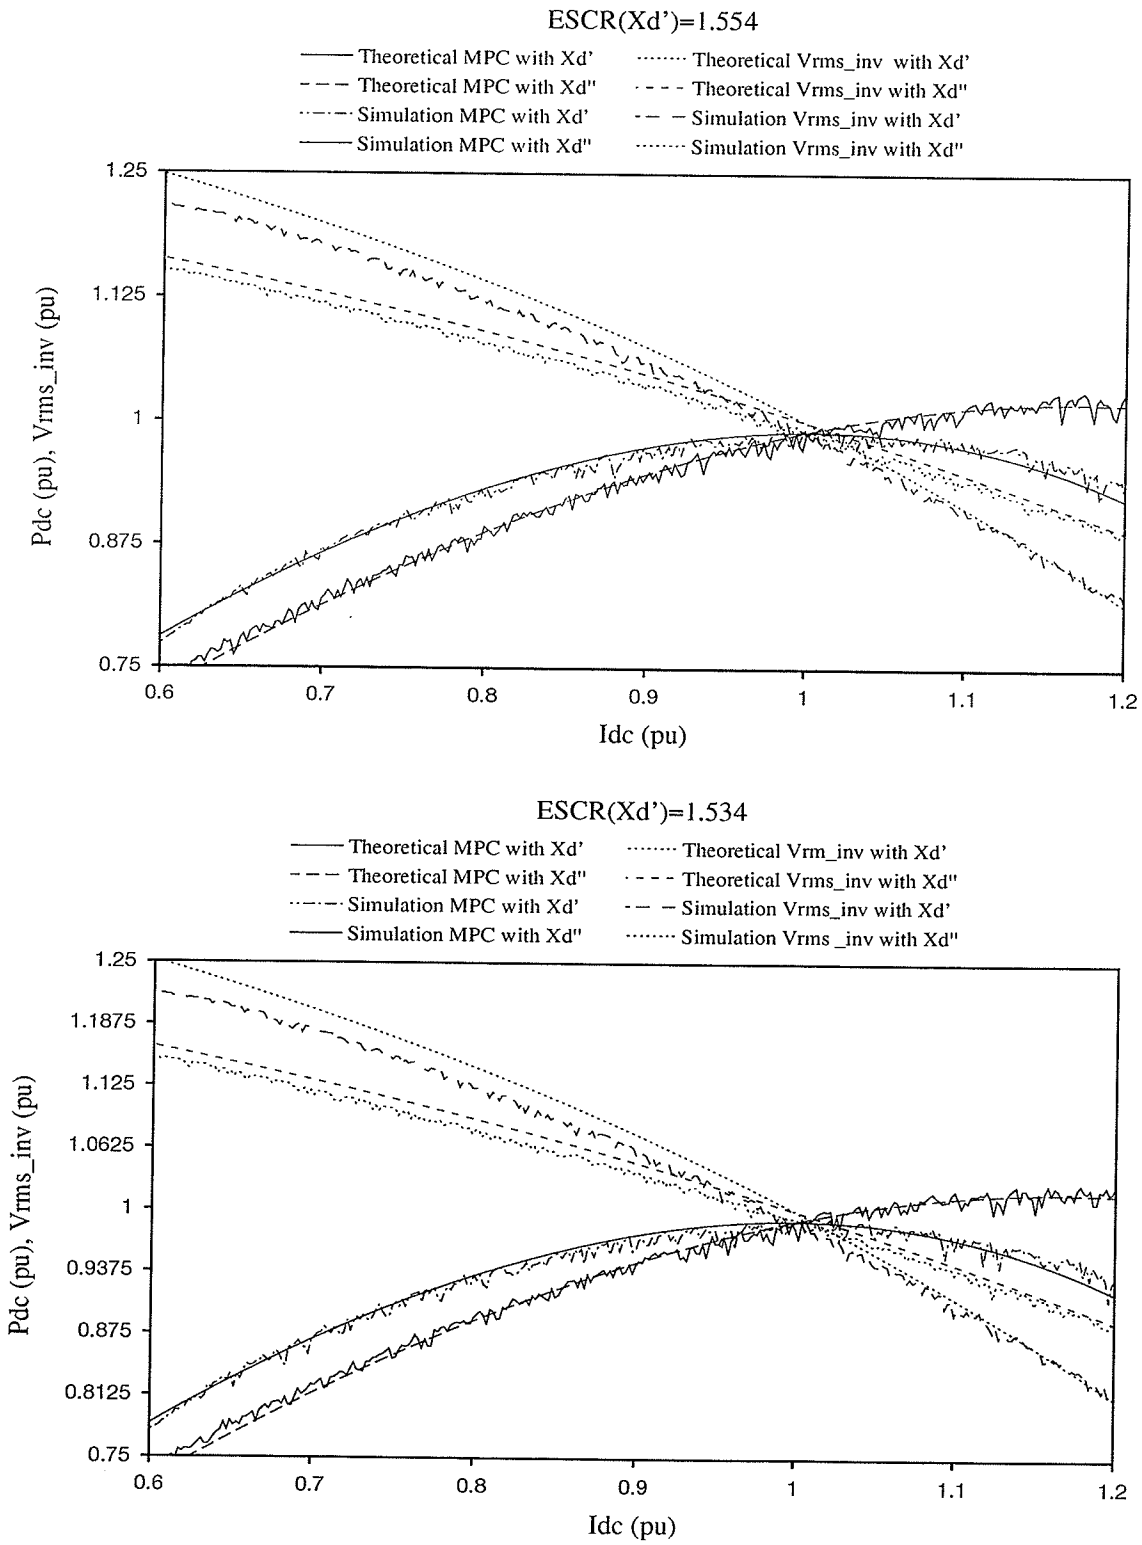 ESCR(Xd')=1.554
Theoretical MPC with Xd'
Theoretical MPC with Xd"
Simulation MPC with Xd'
Simulation MPC with Xd"
Theoretical Vrms_inv with Xd'
Theoretical Vrms_inv with Xd"
Simulation Vrms_inv with Xd'
Simulation Vrms_inv with Xd"
Pdc (pu), Vrms_inv (pu)
1.25
1.125
1
0.875
0.75
0.6 0.7 0.8 0.9 1 1.1 1.2
Idc (pu)
ESCR(Xd')=1.534
Theoretical MPC with Xd'
Theoretical MPC with Xd"
Simulation MPC with Xd'
Simulation MPC with Xd"
Theoretical Vrm_inv with Xd'
Theoretical Vrms_inv with Xd"
Simulation Vrms_inv with Xd'
Simulation Vrms _inv with Xd"
Pdc (pu), Vrms_inv (pu)
1.25
1.1875
1.125
1.0625
1
0.9375
0.875
0.8125
0.75
0.6 0.7 0.8 0.9 1 1.1 1.2
Idc (pu)